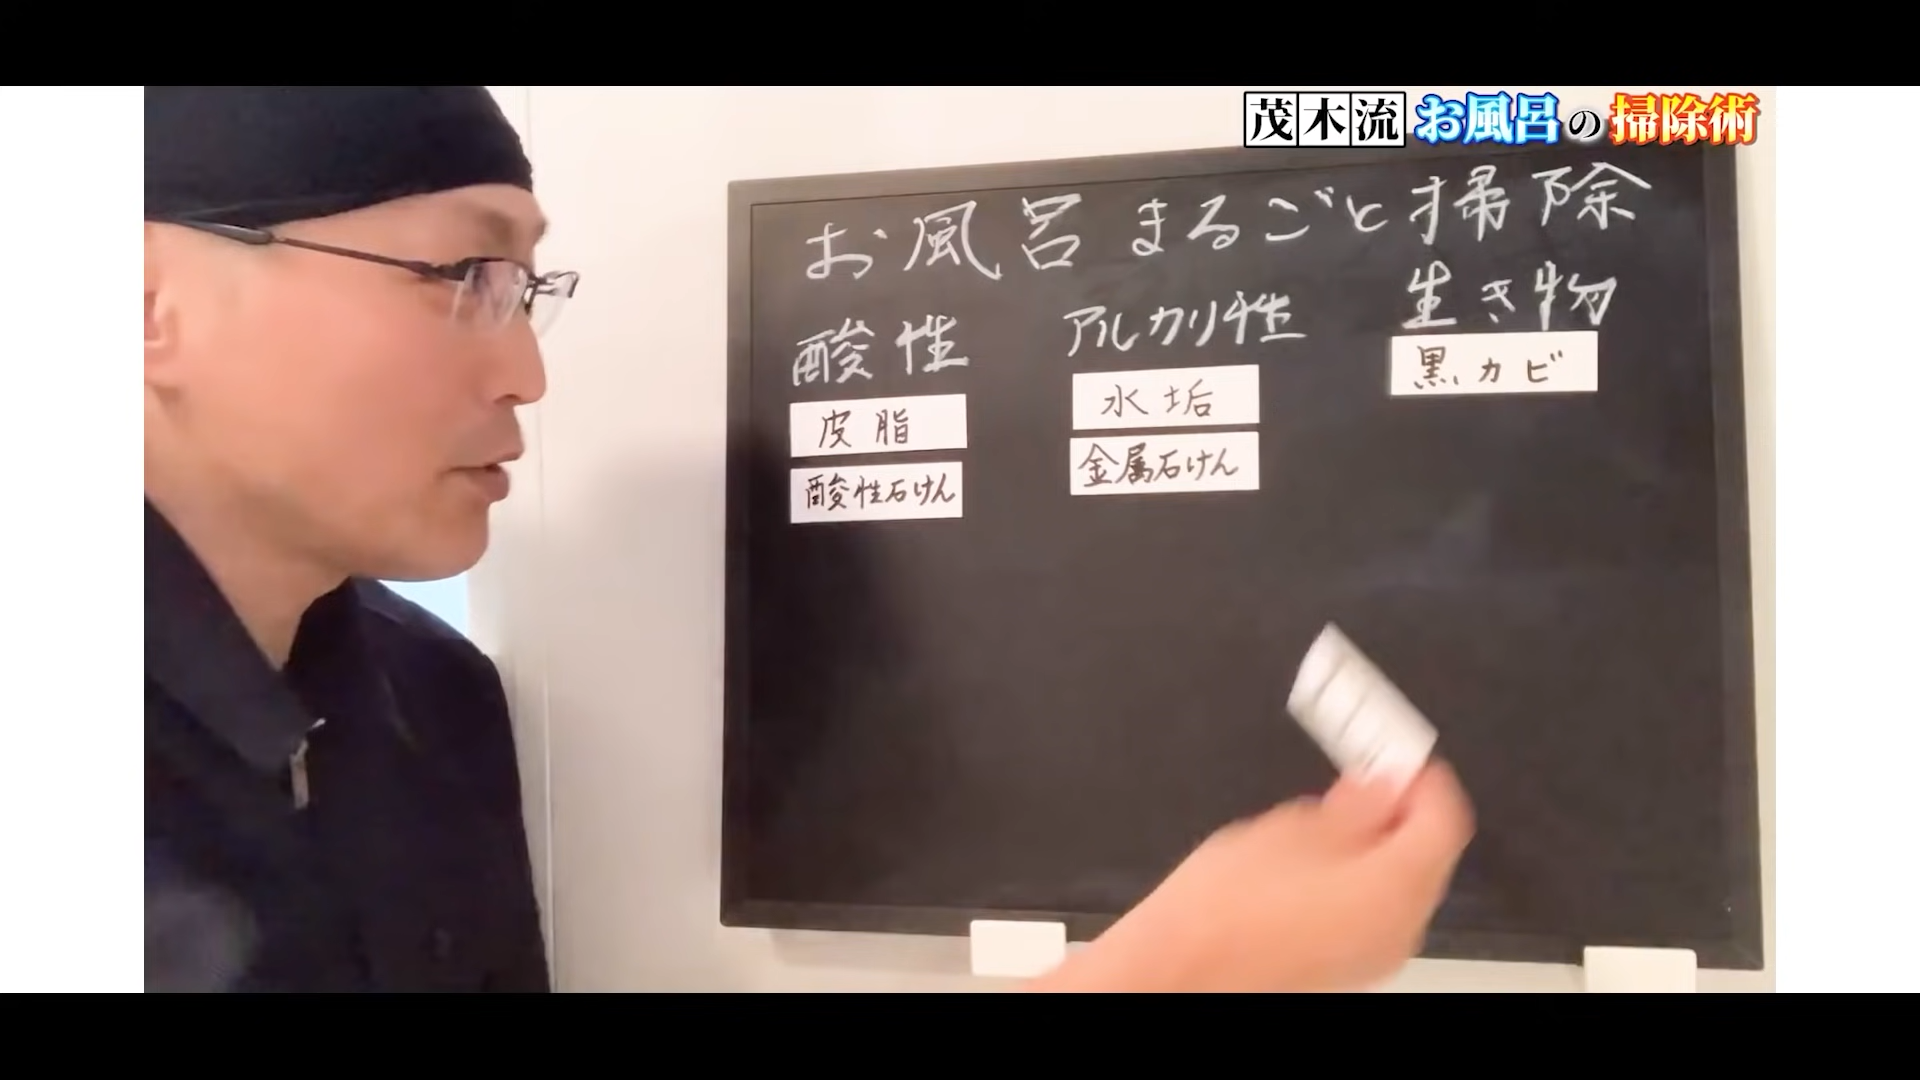 茂木流 お風呂の掃除術
お風呂まるごと掃除
酸性
皮脂
酸性石けん
アルカリ性
水垢
金属石けん
生き物
黒カビ